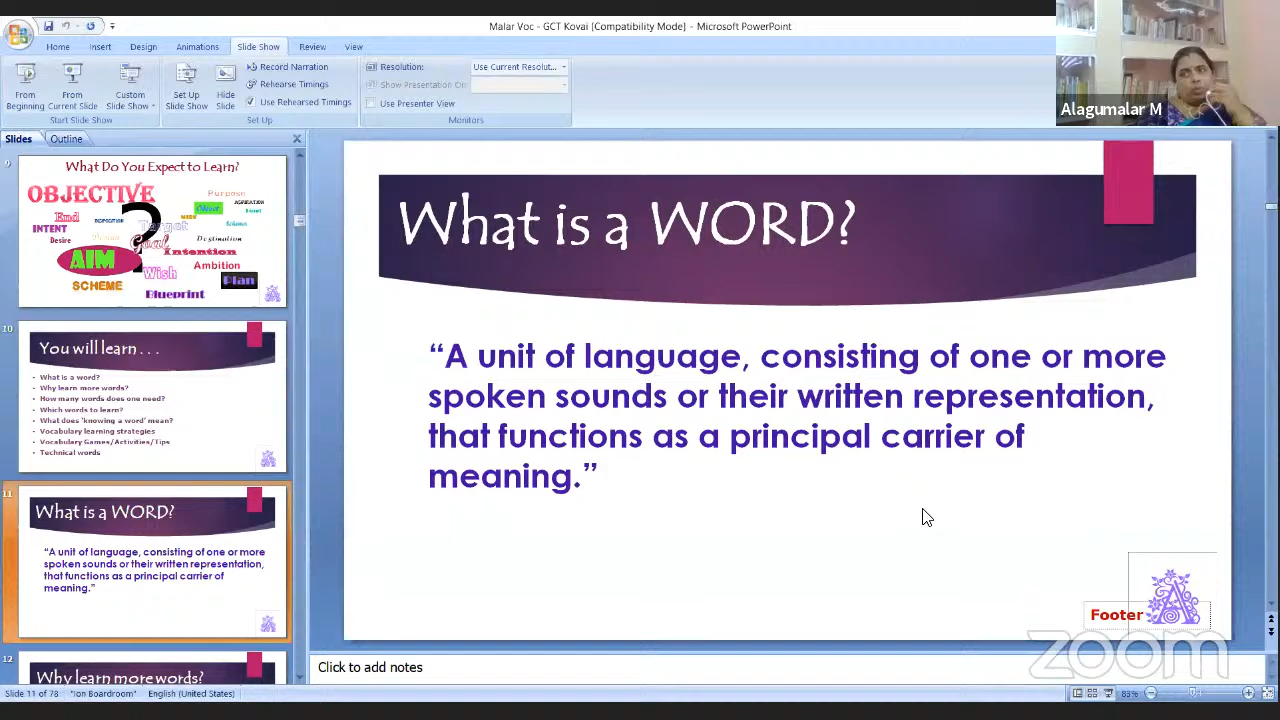 Malar Voc - GCT Kovai [Compatibility Mode] - Microsoft PowerPoint
Home Insert Design Animations Slide Show Review View
From Beginning
From Current Slide
Custom Slide Show
Start Slide Show
Set Up Slide Show
Hide Slide
Record Narration
Rehearse Timings
Use Rehearsed Timings
Set Up
Resolution: Use Current Resolut...
Show Presentation On:
Use Presenter View
Monitors
Alagumalar M
Slides Outline
9
What Do You Expect to Learn?
OBJECTIVE
Purpose
End
INTENT
Desire
Target
Goal
Destination
Intention
AIM
Wish
Ambition
SCHEME
Plan
Blueprint
10
You will learn . . .
• What is a word?
• Why learn more words?
• How many words does one need?
• Which words to learn?
• What does ‘knowing a word’ mean?
• Vocabulary learning strategies
• Vocabulary Games/Activities/Tips
• Technical words
11
What is a WORD?
“A unit of language, consisting of one or more
spoken sounds or their written representation,
that functions as a principal carrier of
meaning.”
12
Why learn more words?
What is a WORD?
“A unit of language, consisting of one or more
spoken sounds or their written representation,
that functions as a principal carrier of
meaning.”
Footer
zoom
Click to add notes
Slide 11 of 78 "Ion Boardroom" English (United States)
83%